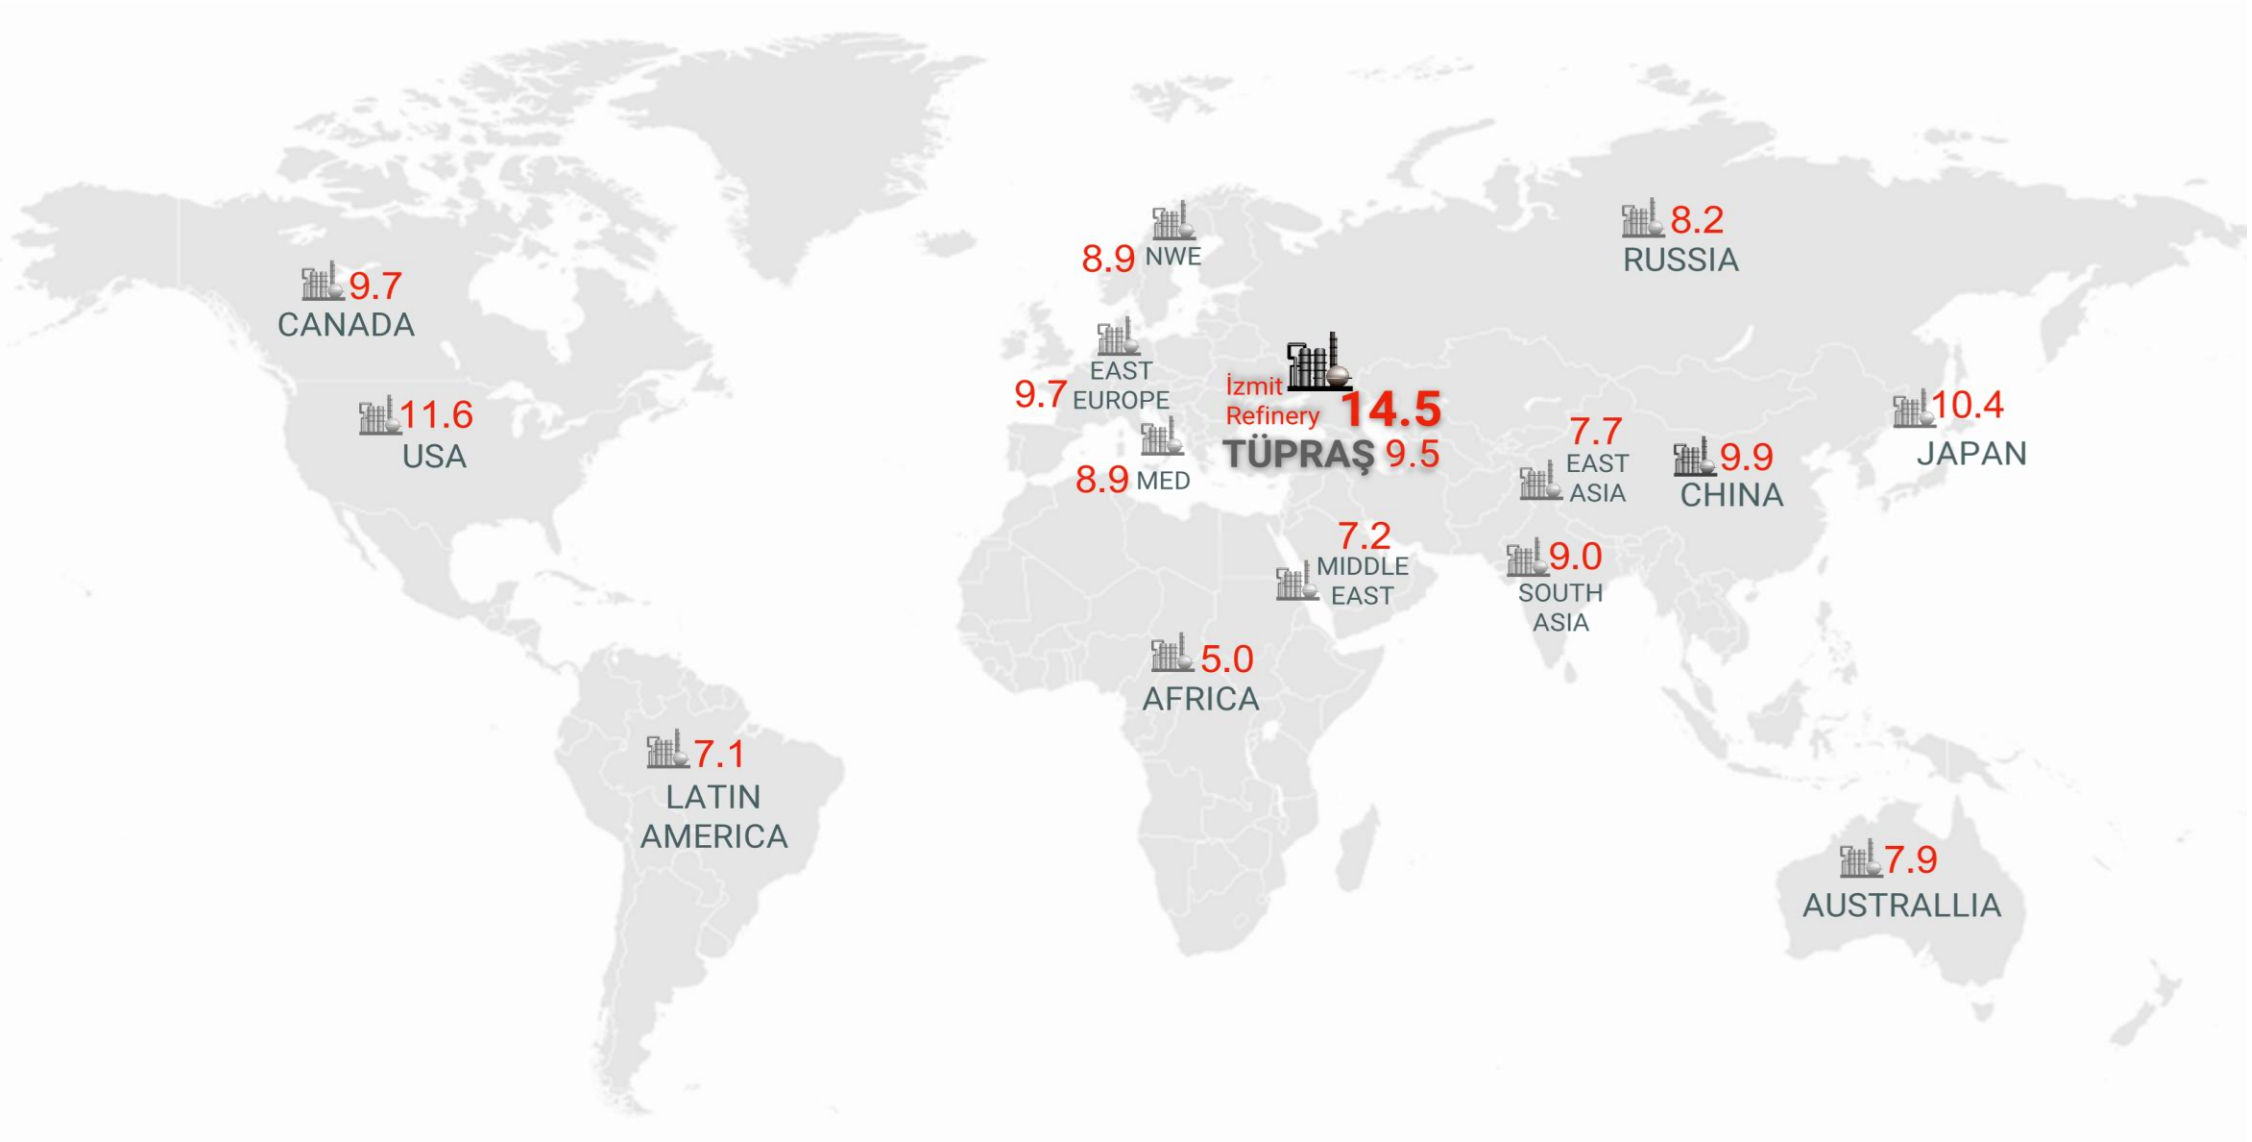 8.2
RUSSIA
8.9 NWE
9.7
CANADA
EAST
9.7 EUROPE
İzmit
Refinery 14.5
TÜPRAŞ 9.5
11.6
USA
10.4
JAPAN
7.7
EAST
ASIA
9.9
CHINA
8.9 MED
7.2
MIDDLE
EAST
9.0
SOUTH
ASIA
5.0
AFRICA
7.1
LATIN
AMERICA
7.9
AUSTRALLIA